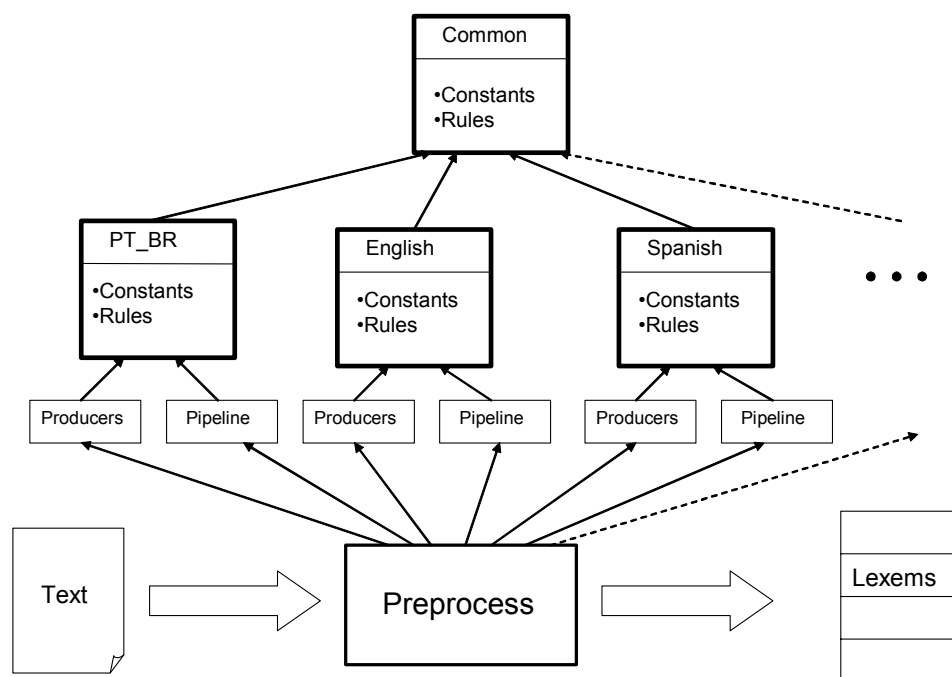 Common
•Constants
•Rules
PT_BR
•Constants
•Rules
English
•Constants
•Rules
Spanish
•Constants
•Rules
• • •
Producers
Pipeline
Producers
Pipeline
Producers
Pipeline
Text
Preprocess
Lexems